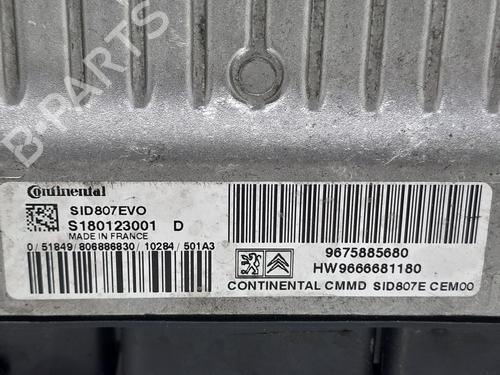 Continental
SID807EVO
S180123001 D
MADE IN FRANCE
0/51849/806886830/10284/501A3
9675885680
HW9666681180
CONTINENTAL CMMD SID807E CEM00
B-PARTS